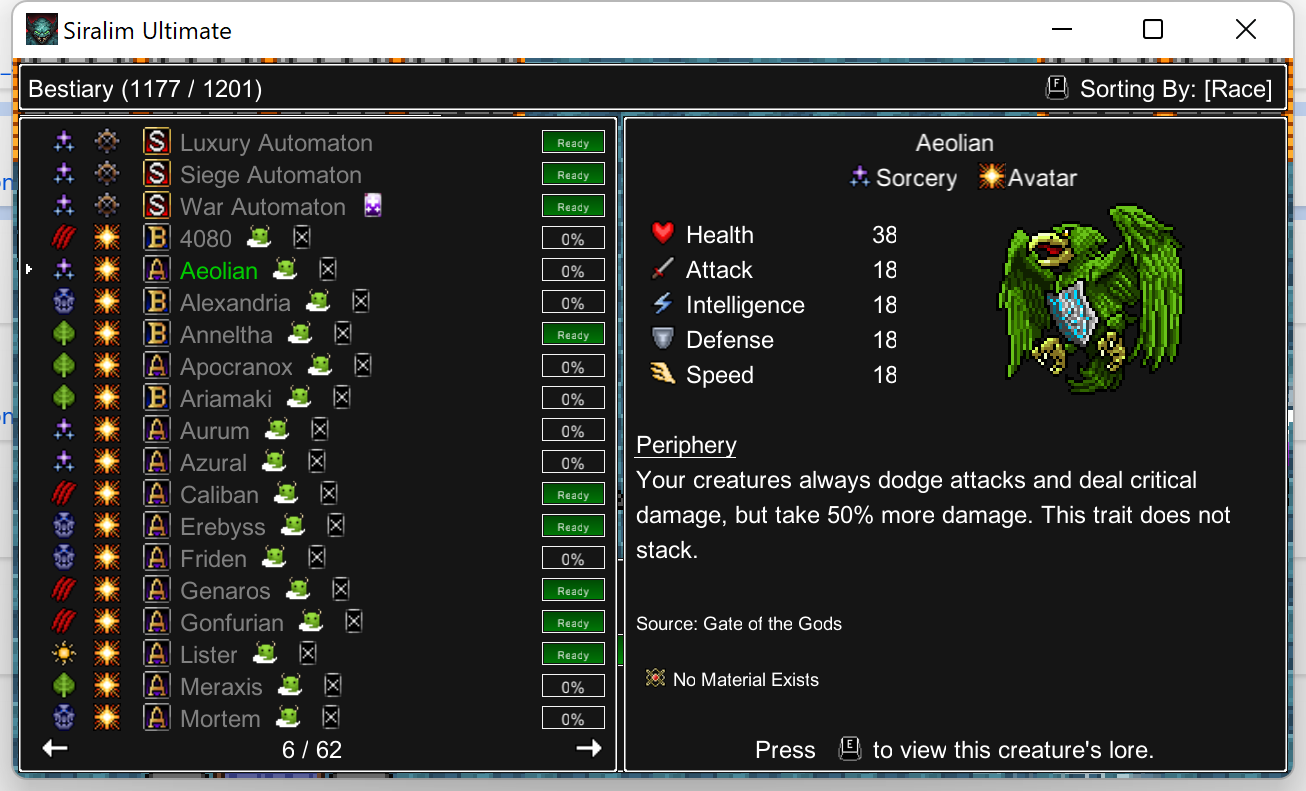 Siralim Ultimate
Bestiary (1177 / 1201)
F Sorting By: [Race]
S Luxury Automaton Ready
S Siege Automaton Ready
S War Automaton Ready
B 4080 0%
A Aeolian 0%
B Alexandria 0%
B Anneltha Ready
A Apocranox 0%
B Ariamaki 0%
A Aurum 0%
A Azural 0%
A Caliban Ready
A Erebyss Ready
A Friden 0%
A Genaros Ready
A Gonfurian Ready
A Lister Ready
A Meraxis 0%
A Mortem 0%
6 / 62
Aeolian
Sorcery Avatar
Health 38
Attack 18
Intelligence 18
Defense 18
Speed 18
Periphery
Your creatures always dodge attacks and deal critical
damage, but take 50% more damage. This trait does not
stack.
Source: Gate of the Gods
No Material Exists
Press E to view this creature's lore.